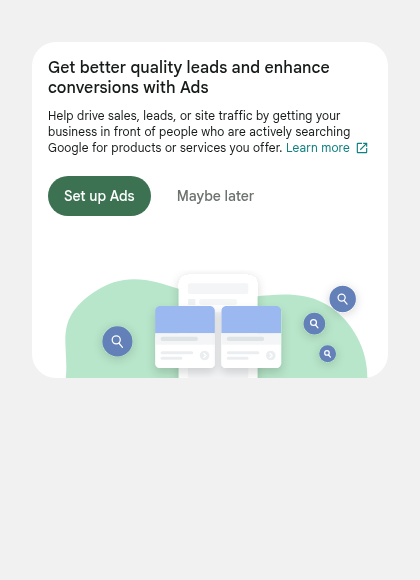 Get better quality leads and enhance
conversions with Ads
Help drive sales, leads, or site traffic by getting your
business in front of people who are actively searching
Google for products or services you offer. Learn more
Set up Ads
Maybe later